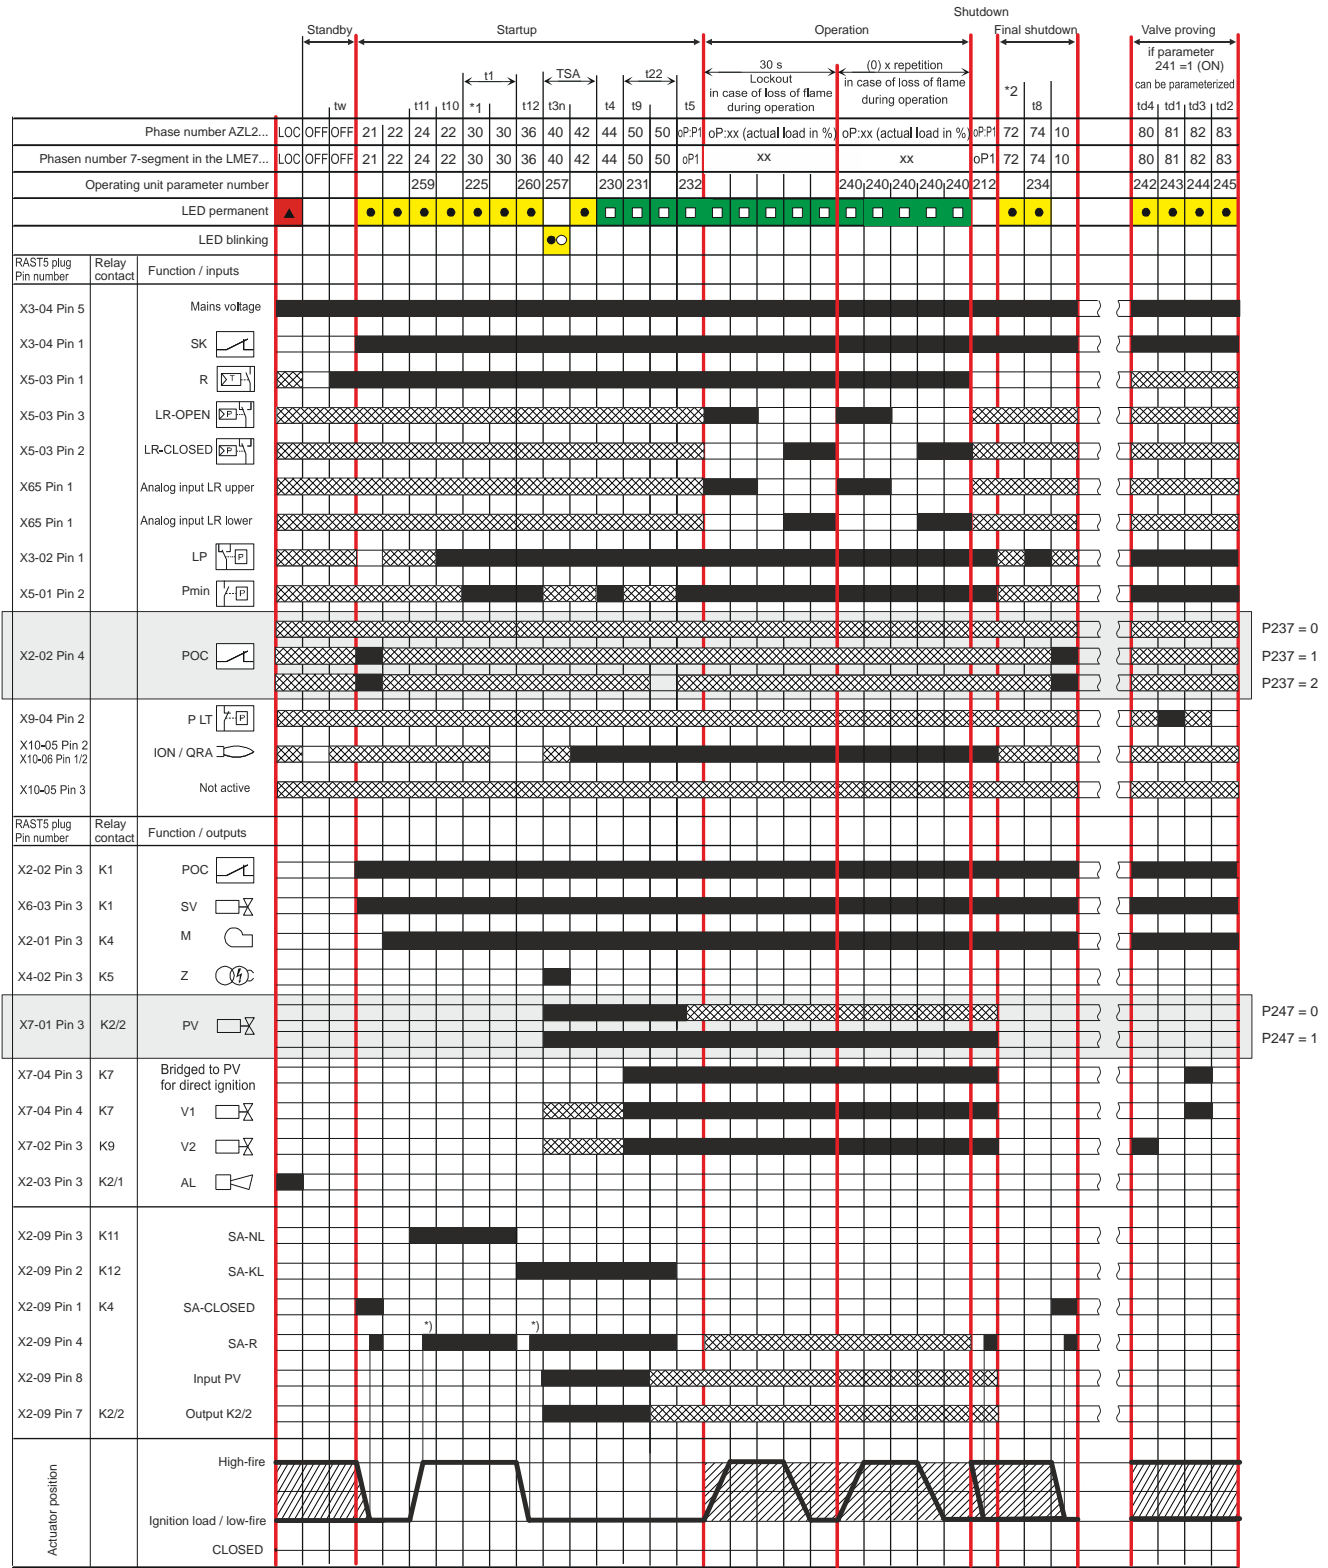 Shutdown
Standby Startup Operation Final shutdown Valve proving
if parameter
241 =1 (ON)
can be parameterized
30 s
Lockout
in case of loss of flame
during operation
(0) x repetition
in case of loss of flame
during operation
t1 TSA t22 *2
tw t11 t10 *1 t12 t3n t4 t9 t5 t8 td4 td1 td3 td2
Phase number AZL2... LOC OFF OFF 21 22 24 22 30 30 36 40 42 44 50 50 oP:P1 oP:xx (actual load in %) oP:xx (actual load in %) oP:P1 72 74 10 80 81 82 83
Phasen number 7-segment in the LME7... LOC OFF OFF 21 22 24 22 30 30 36 40 42 44 50 50 oP1 xx xx oP1 72 74 10 80 81 82 83
Operating unit parameter number 259 225 260 257 230 231 232 240 240 240 240 240 212 234 242 243 244 245
LED permanent
LED blinking
RAST5 plug
Pin number
Relay
contact
Function / inputs
X3-04 Pin 5 Mains voltage
X3-04 Pin 1 SK
X5-03 Pin 1 R T
X5-03 Pin 3 LR-OPEN P
X5-03 Pin 2 LR-CLOSED P
X65 Pin 1 Analog input LR upper
X65 Pin 1 Analog input LR lower
X3-02 Pin 1 LP P
X5-01 Pin 2 Pmin P
P237 = 0
X2-02 Pin 4 POC P237 = 1
P237 = 2
X9-04 Pin 2 P LT P
X10-05 Pin 2
X10-06 Pin 1/2
ION / QRA
X10-05 Pin 3 Not active
RAST5 plug
Pin number
Relay
contact
Function / outputs
X2-02 Pin 3 K1 POC
X6-03 Pin 3 K1 SV
X2-01 Pin 3 K4 M
X4-02 Pin 3 K5 Z
P247 = 0
X7-01 Pin 3 K2/2 PV
P247 = 1
X7-04 Pin 3 K7 Bridged to PV
for direct ignition
X7-04 Pin 4 K7 V1
X7-02 Pin 3 K9 V2
X2-03 Pin 3 K2/1 AL
X2-09 Pin 3 K11 SA-NL
X2-09 Pin 2 K12 SA-KL
X2-09 Pin 1 K4 SA-CLOSED
*) *)
X2-09 Pin 4 SA-R
X2-09 Pin 8 Input PV
X2-09 Pin 7 K2/2 Output K2/2
Actuator position
High-fire
Ignition load / low-fire
CLOSED